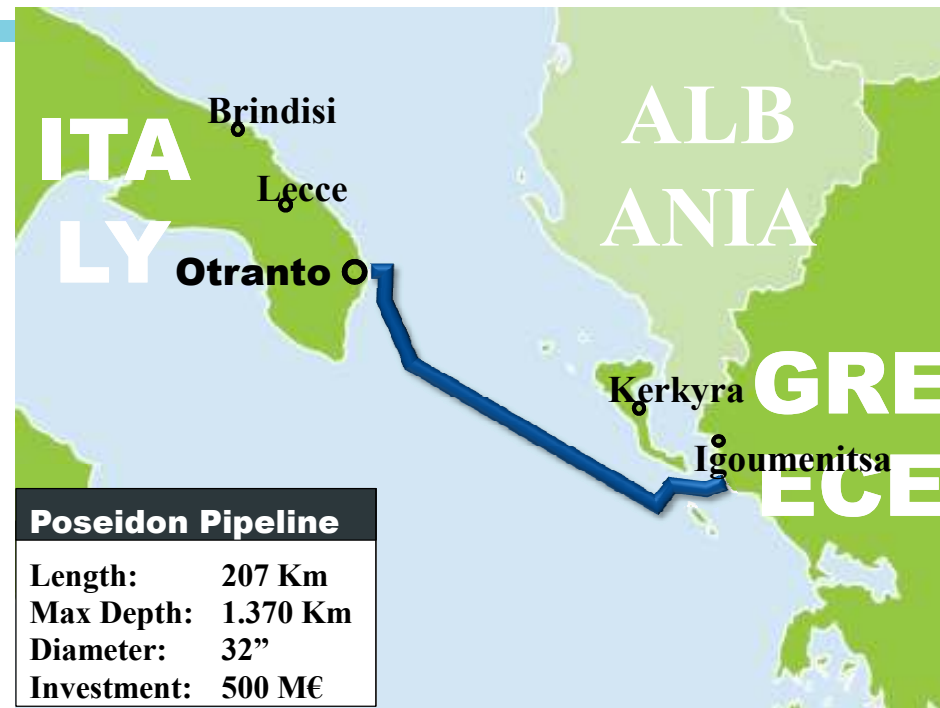 Brindisi
ITA
LY
Lecce
Otranto
ALB
ANIA
Kerkyra
GRE
ECE
Igoumenitsa
Poseidon Pipeline
Length: 207 Km
Max Depth: 1.370 Km
Diameter: 32”
Investment: 500 M€